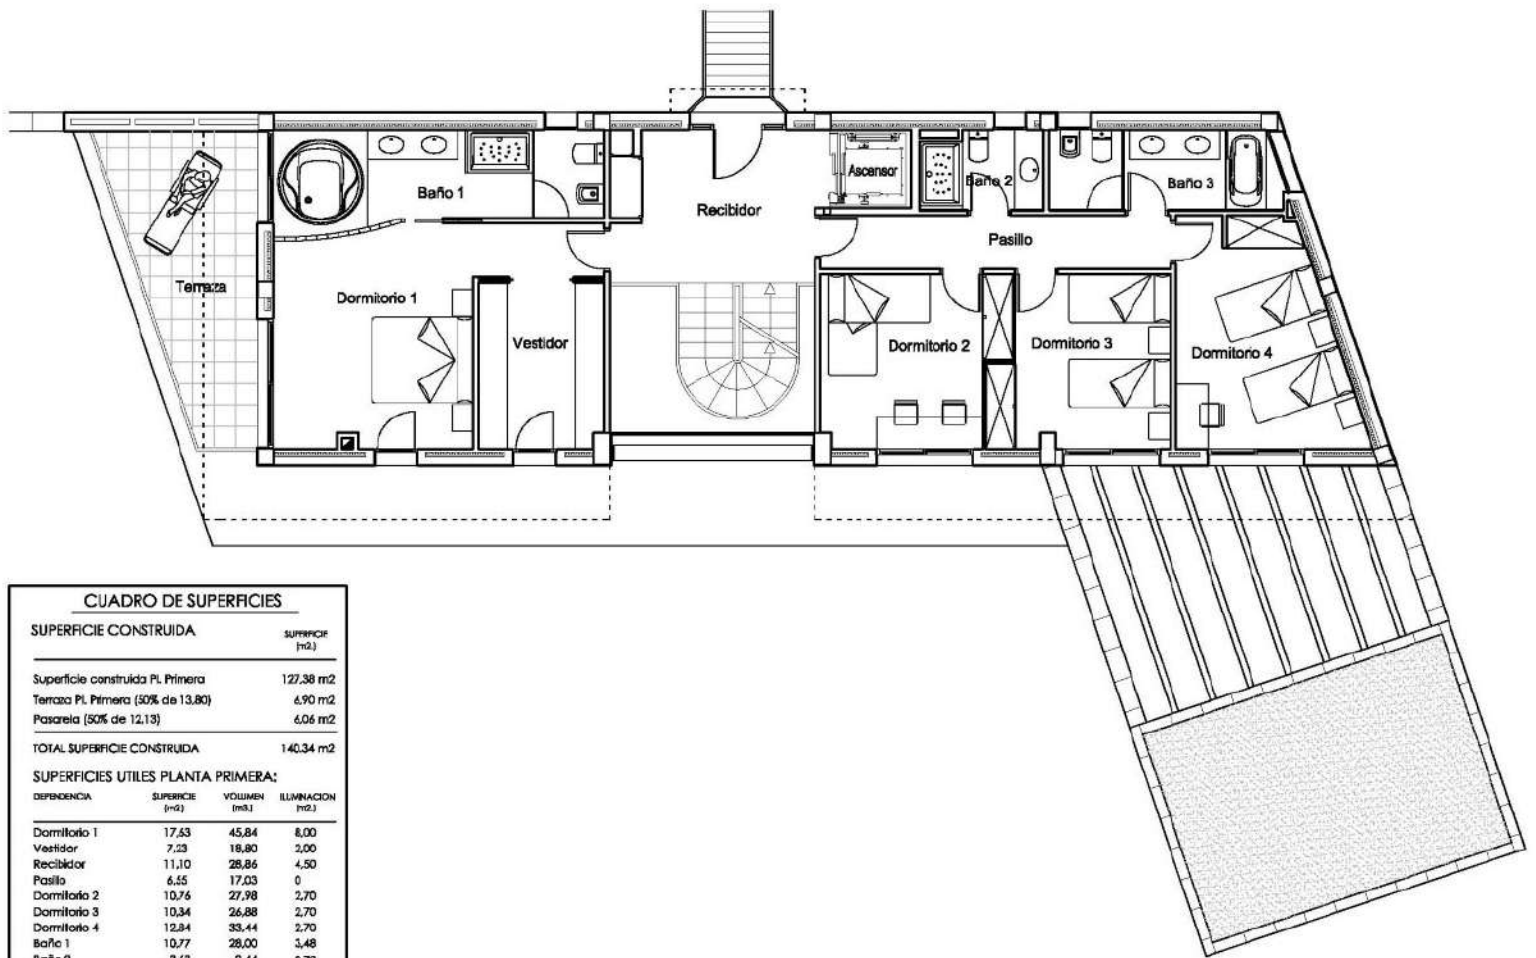 Ascensor
Baño 1
Baño 2
Baño 3
Recibidor
Pasillo
Terraza
Dormitorio 1
Vestidor
Dormitorio 2
Dormitorio 3
Dormitorio 4
CUADRO DE SUPERFICIES
SUPERFICIE CONSTRUIDA SUPERFICIE
(m2.)
Superficie construida Pl. Primera 127,38 m2
Terraza Pl. Primera (50% de 13,80) 6,90 m2
Pasarela (50% de 12,13) 6,06 m2
TOTAL SUPERFICIE CONSTRUIDA 140.34 m2
SUPERFICIES UTILES PLANTA PRIMERA:
DEPENDENCIA SUPERFICIE VOLUMEN ILUMINACION
(m2) (m3.) (m2.)
Dormitorio 1 17,63 45,84 8,00
Vestidor 7,23 18,80 2,00
Recibidor 11,10 28,86 4,50
Pasillo 6,55 17,03 0
Dormitorio 2 10,76 27,98 2,70
Dormitorio 3 10,34 26,88 2,70
Dormitorio 4 12,84 33,44 2,70
Baño 1 10,77 28,00 3,48